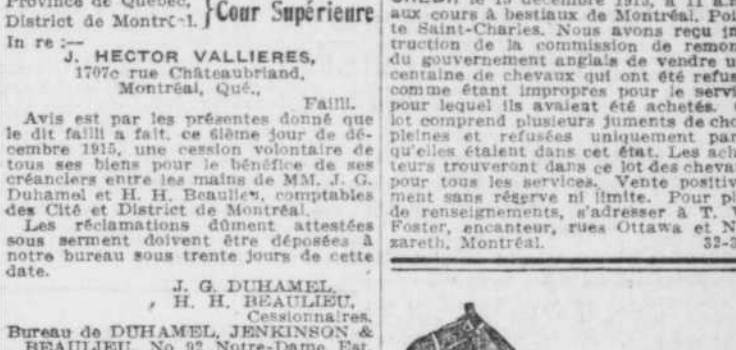 Province de Québec,
District de Montréal. } Cour Supérieure
In re :—
J. HECTOR VALLIERES,
1707c rue Châteaubriand,
Montréal, Qué.,
Failli.
Avis est par les présentes donné que
le dit failli a fait, ce 6ième jour de dé-
cembre 1915, une cession volontaire de
tous ses biens pour le bénéfice de ses
créanciers entre les mains de MM. J. G.
Duhamel et H. H. Beaulieu, comptables
des Cité et District de Montréal.
Les réclamations dûment attestées
sous serment doivent être déposées à
notre bureau sous trente jours de cette
date.
J. G. DUHAMEL,
H. H. BEAULIEU,
Cessionnaires.
Bureau de DUHAMEL, JENKINSON &
BEAULIEU, No 92 Notre-Dame Est,
le 15 décembre 1915, à 11 a.m.
aux cours à bestiaux de Montréal, Poin
te Saint-Charles. Nous avons reçu in
truction de la commission de remon
du gouvernement anglais de vendre u
centaine de chevaux qui ont été refus
comme étant impropres pour le servi
pour lequel ils avaient été achetés.
lot comprend plusieurs juments de cho
pleines et refusées uniquement par
qu'elles étaient dans cet état. Les ach
teurs trouveront dans ce lot des cheva
pour tous les services. Vente positiv
ment sans réserve ni limite. Pour pl
de renseignements, s'adresser à T.
Foster, encanteur, rues Ottawa et N
zareth, Montréal. 32-3